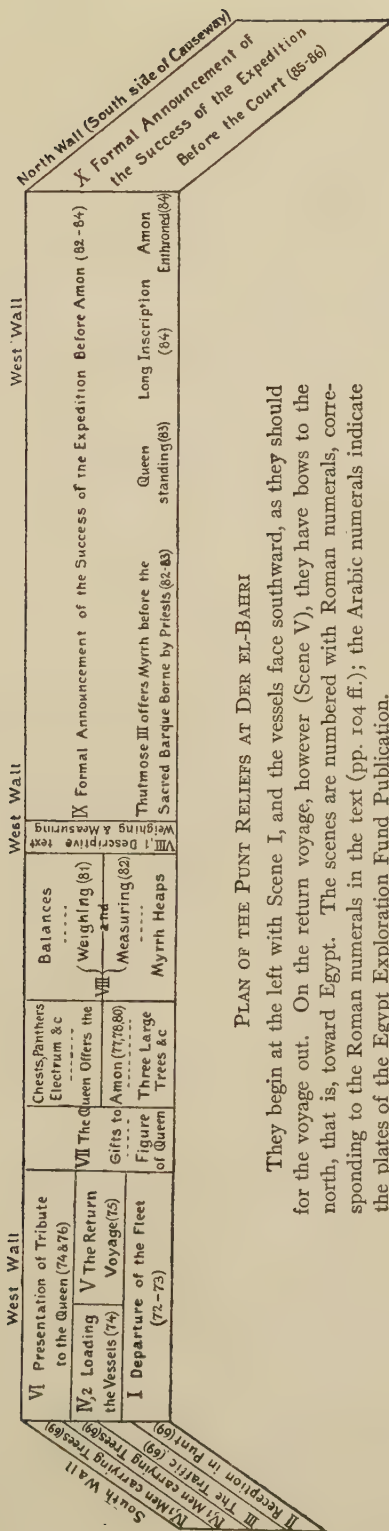 West Wall
West Wall
West Wall
North Wall (South side of Causeway)
South Wall
IV,1 Men carrying Trees (69)
IV,1 Men carrying Trees (69)
III The Traffic (69)
II Reception in Punt (69)
VI Presentation of Tribute
to the Queen (74 & 76)
IV,2 Loading
the Vessels (74)
V The Return
Voyage (75)
I Departure of the Fleet
(72-73)
Chests, Panthers
Electrum &c
VII The Queen Offers the
Gifts to Amon (77,78,80)
Figure
of Queen
Three Large
Trees &c
Balances
VIII
Weighing (81)
and
Measuring (82)
Myrrh Heaps
VIII,1 Descriptive text
Weighing & Measuring
IX Formal Announcement of the Success of the Expedition Before Amon (82-84)
Thutmose III offers Myrrh before the
Sacred Barque Borne by Priests (82-83)
Queen
standing (83)
Long Inscription
(84)
Amon
Enthroned (84)
X Formal Announcement of
the Success of the Expedition
Before the Court (85-86)
PLAN OF THE PUNT RELIEFS AT DER EL-BAHRI
They begin at the left with Scene I, and the vessels face southward, as they should
for the voyage out. On the return voyage, however (Scene V), they have bows to the
north, that is, toward Egypt. The scenes are numbered with Roman numerals, corre-
sponding to the Roman numerals in the text (pp. 104 ff.); the Arabic numerals indicate
the plates of the Egypt Exploration Fund Publication.